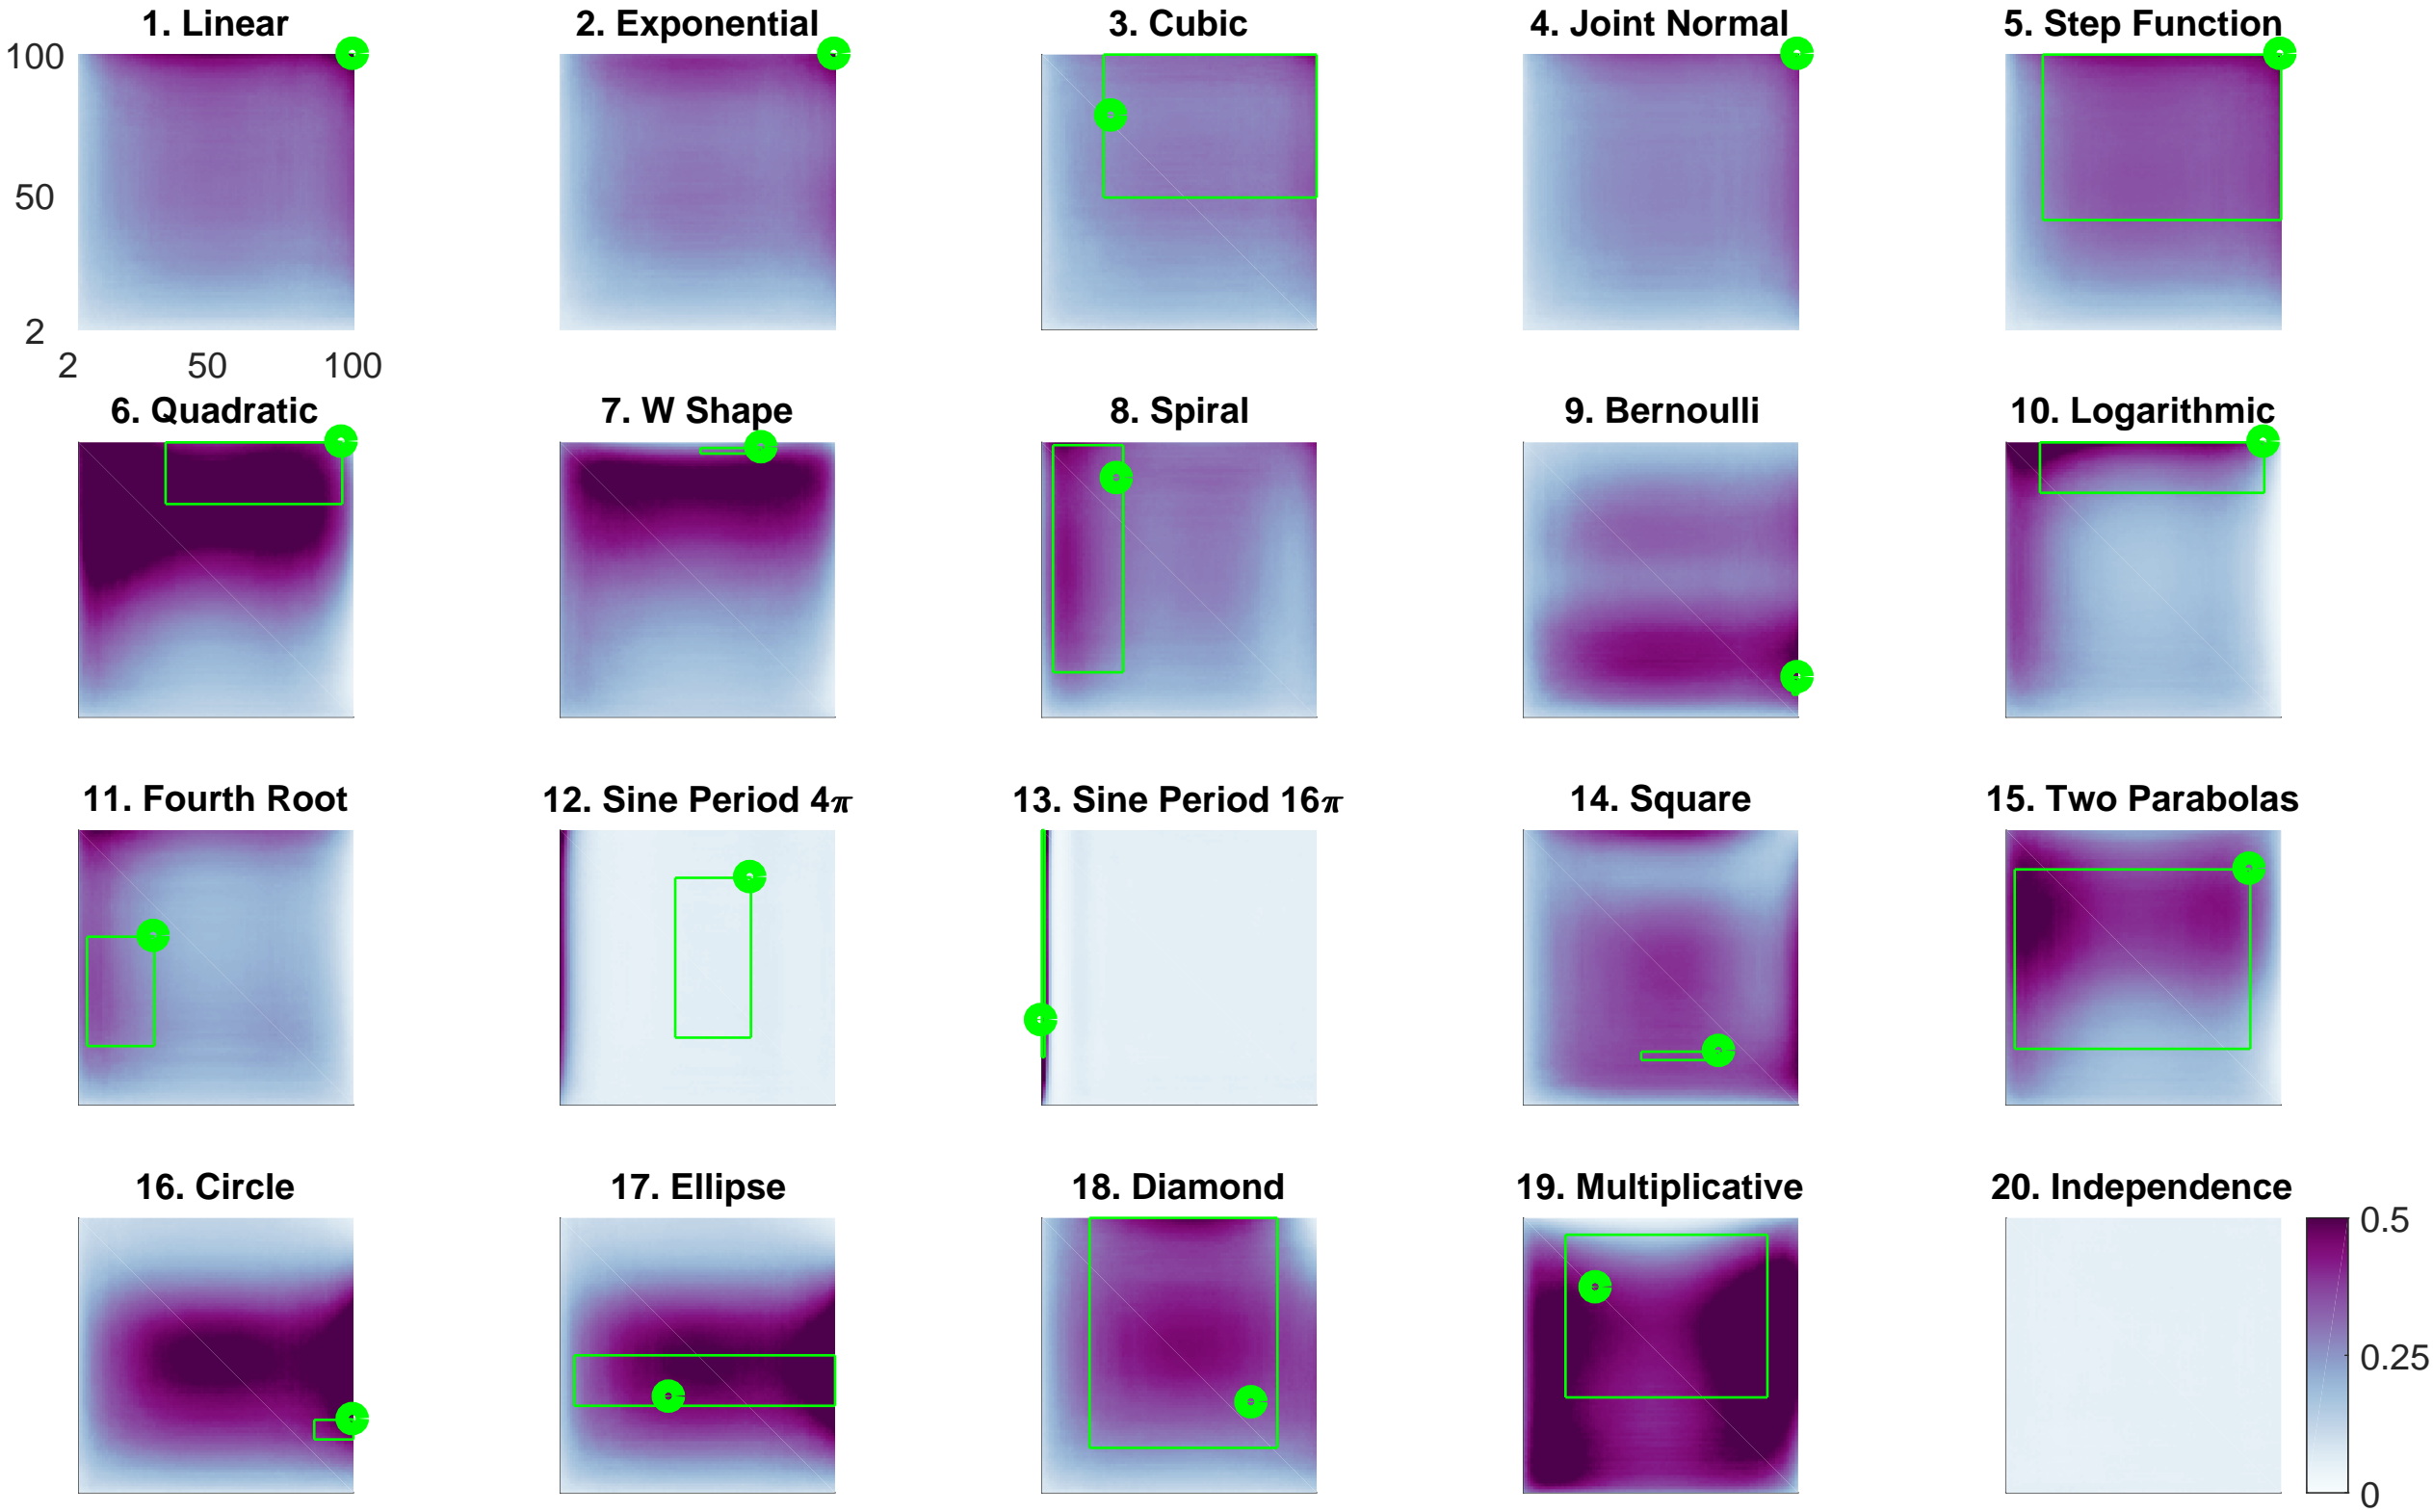 1. Linear
2. Exponential
3. Cubic
4. Joint Normal
5. Step Function
100
50
2
2
50
100
6. Quadratic
7. W Shape
8. Spiral
9. Bernoulli
10. Logarithmic
11. Fourth Root
12. Sine Period 4π
13. Sine Period 16π
14. Square
15. Two Parabolas
16. Circle
17. Ellipse
18. Diamond
19. Multiplicative
20. Independence
0.5
0.25
0